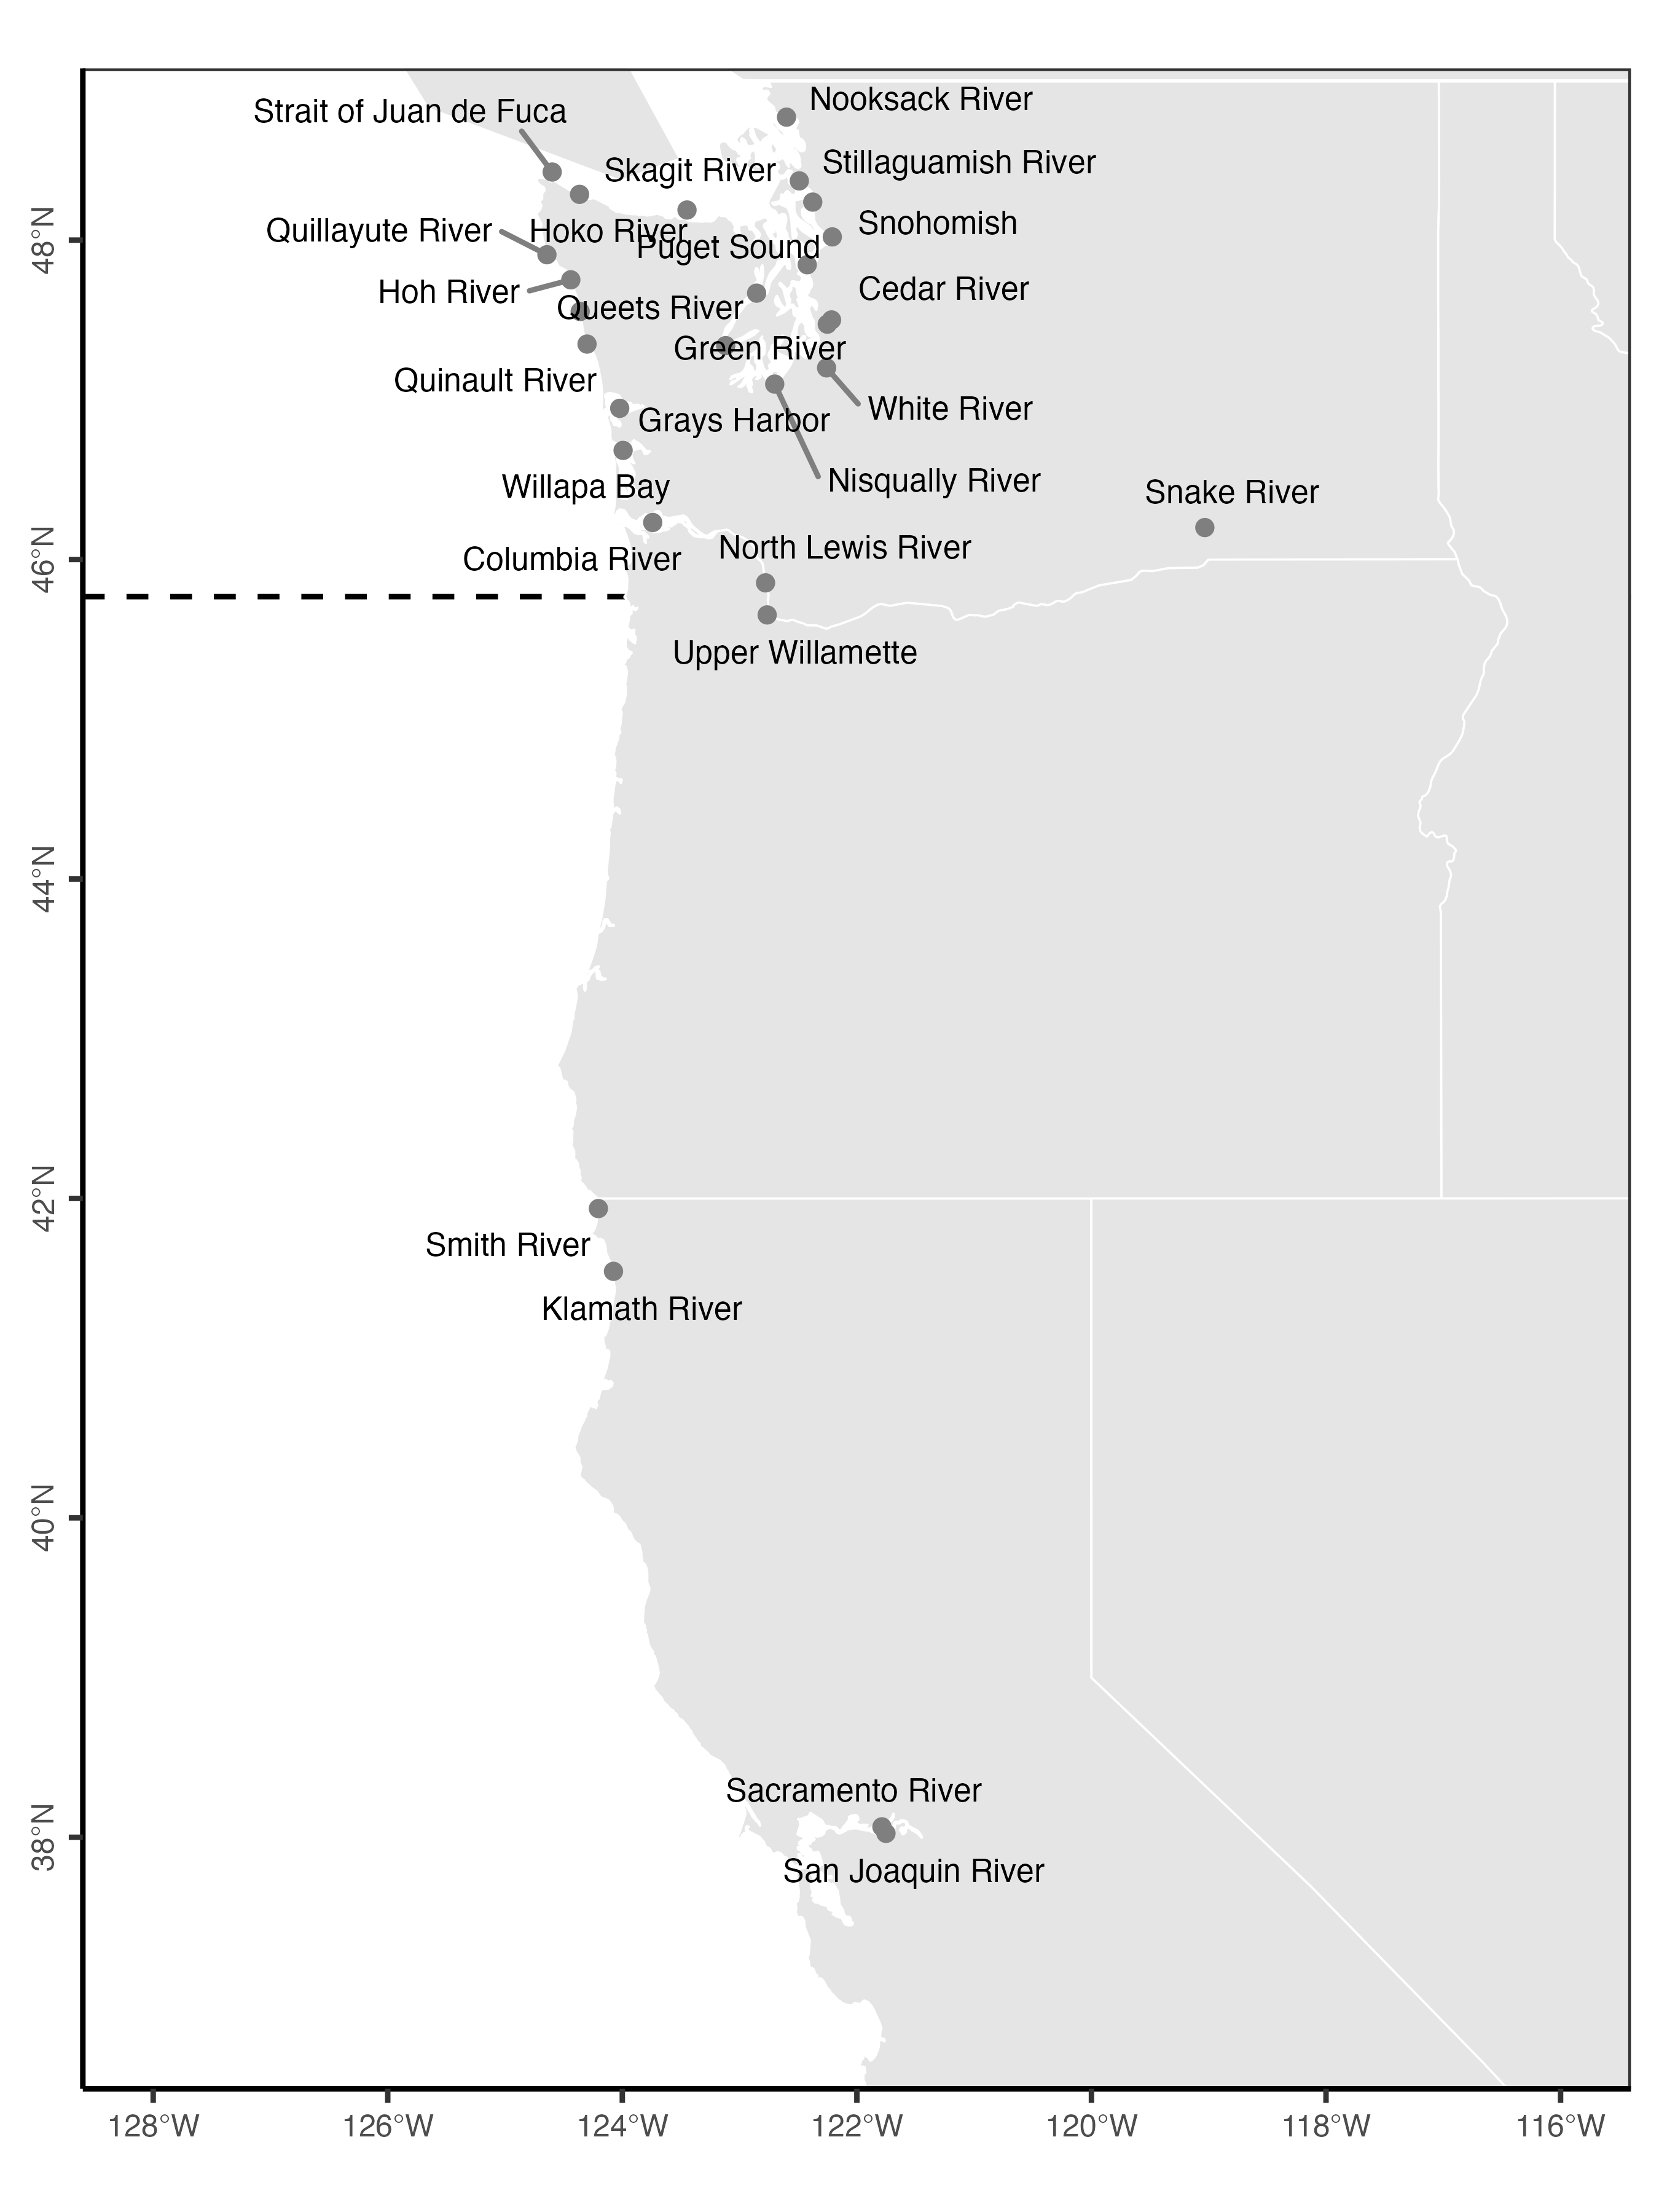 Nooksack River
Strait of Juan de Fuca
Stillaguamish River
Skagit River
Snohomish
Quillayute River
Hoko River
Puget Sound
Cedar River
Hoh River
Queets River
Green River
Quinault River
White River
Grays Harbor
Nisqually River
Willapa Bay
Snake River
North Lewis River
Columbia River
Upper Willamette
Smith River
Klamath River
Sacramento River
San Joaquin River
48°N
46°N
44°N
42°N
40°N
38°N
128°W
126°W
124°W
122°W
120°W
118°W
116°W